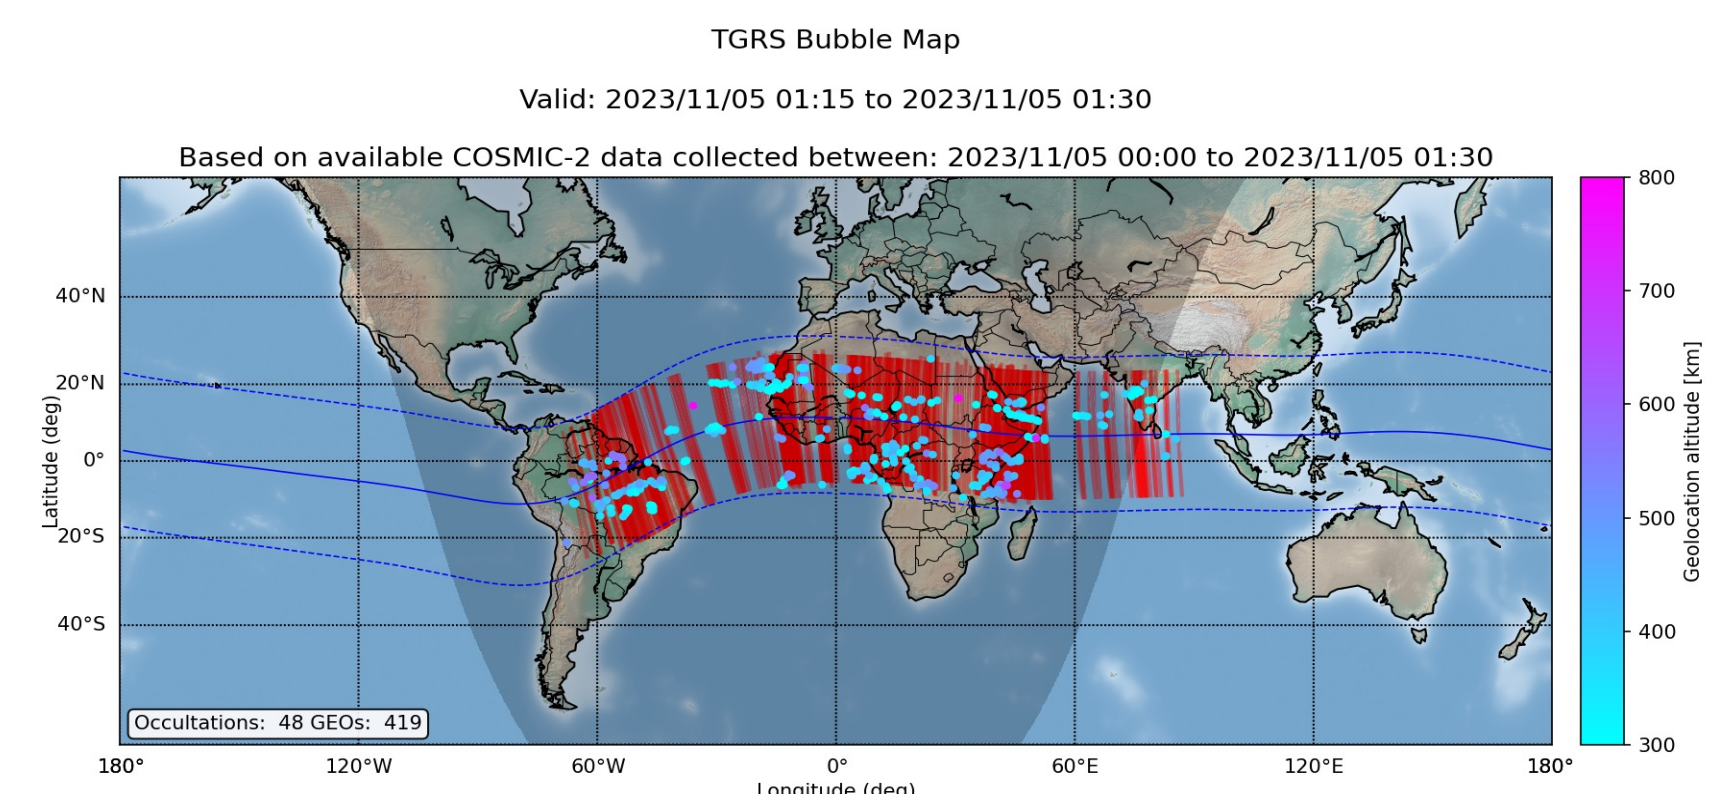 TGRS Bubble Map
Valid: 2023/11/05 01:15 to 2023/11/05 01:30
Based on available COSMIC-2 data collected between: 2023/11/05 00:00 to 2023/11/05 01:30
800
700
600
500
400
300
Geolocation altitude [km]
40°N
20°N
0°
20°S
40°S
Latitude (deg)
Occultations: 48 GEOs: 419
180° 120°W 60°W 0° 60°E 120°E 180°
Longitude (deg)